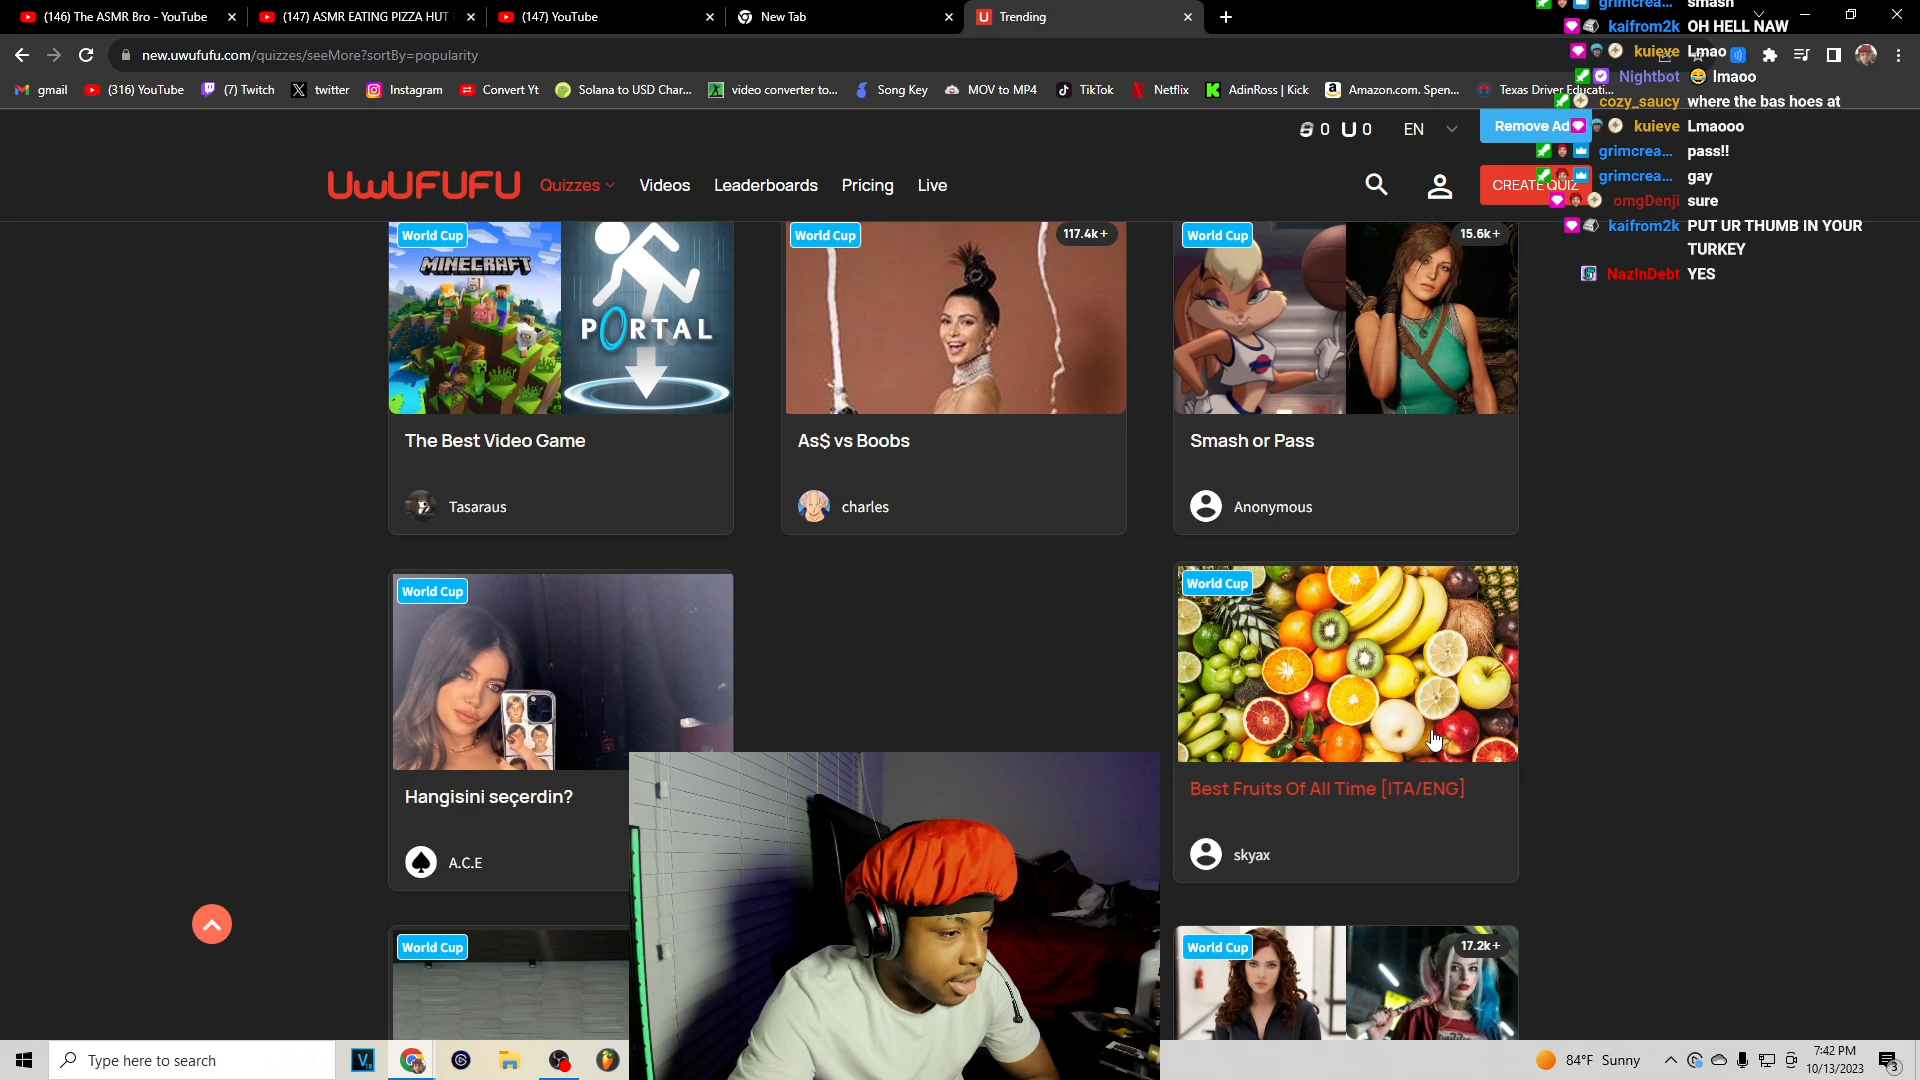 (146) The ASMR Bro - YouTube
(147) ASMR EATING PIZZA HUT
(147) YouTube
New Tab
Trending
new.uwufufu.com/quizzes/seeMore?sortBy=popularity
gmail
(316) YouTube
(7) Twitch
twitter
Instagram
Convert Yt
Solana to USD Char...
video converter to...
Song Key
MOV to MP4
TikTok
Netflix
AdinRoss | Kick
Amazon.com. Spen...
Texas Driver Educati...
grimcrea... smash
kaifrom2k OH HELL NAW
kuieve Lmao
Nightbot 😂 lmaoo
cozy_saucy where the bas hoes at
kuieve Lmaooo
grimcrea... pass!!
grimcrea... gay
omgDenji sure
kaifrom2k PUT UR THUMB IN YOUR
TURKEY
NazInDebt YES
0
0
EN
Remove Ad
UwUFUFU
Quizzes
Videos
Leaderboards
Pricing
Live
CREATE QUIZ
World Cup
MINECRAFT
PORTAL
The Best Video Game
Tasaraus
World Cup
117.4k+
As$ vs Boobs
charles
World Cup
15.6k+
Smash or Pass
Anonymous
World Cup
Hangisini seçerdin?
A.C.E
World Cup
Best Fruits Of All Time [ITA/ENG]
skyax
World Cup
World Cup
17.2k+
Type here to search
84°F Sunny
7:42 PM
10/13/2023
3